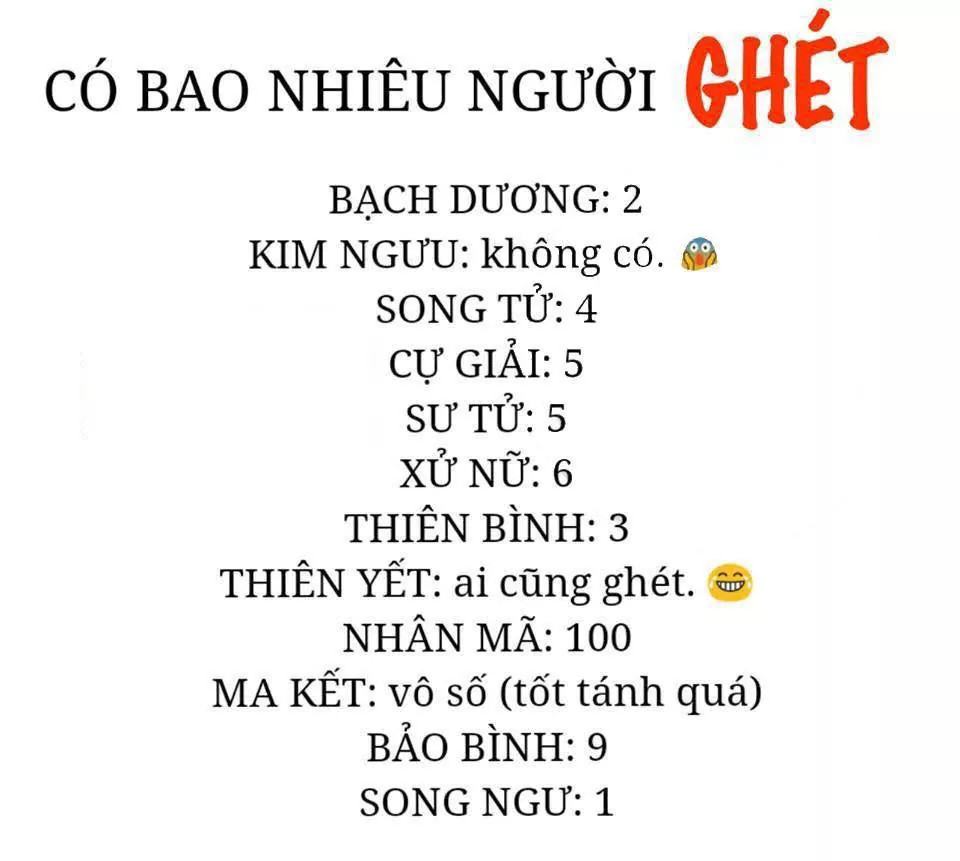 CÓ BAO NHIÊU NGƯỜI GHÉT
BẠCH DƯƠNG: 2
KIM NGƯU: không có. 😱
SONG TỬ: 4
CỰ GIẢI: 5
SƯ TỬ: 5
XỬ NỮ: 6
THIÊN BÌNH: 3
THIÊN YẾT: ai cũng ghét. 😂
NHÂN MÃ: 100
MA KẾT: vô số (tốt tánh quá)
BẢO BÌNH: 9
SONG NGƯ: 1